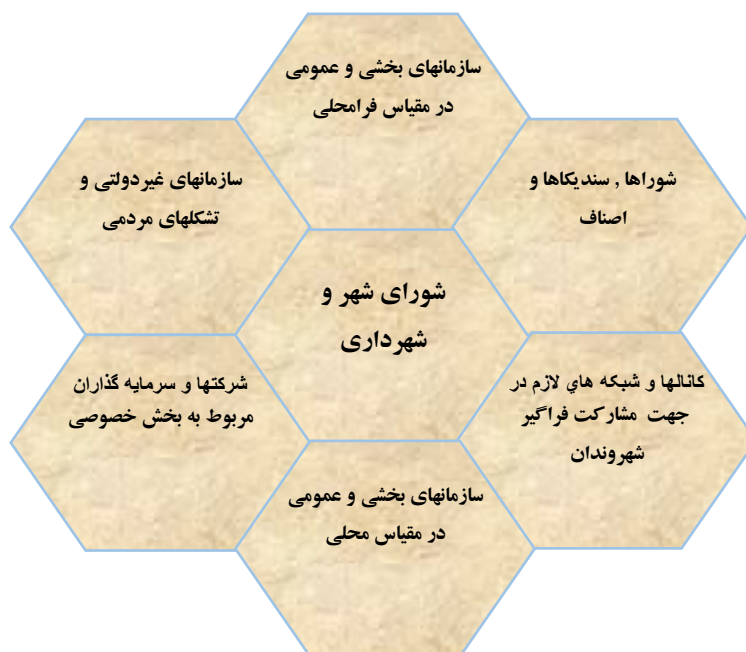 سازمانهای بخشی و عمومی
در مقیاس فرامحلی
شوراها , سندیکاها و
اصناف
سازمانهای غیردولتی و
تشکلهای مردمی
شورای شهر و
شهرداری
کانالها و شبکه هاي لازم در
جهت مشارکت فراگیر
شهروندان
شرکتها و سرمایه گذاران
مربوط به بخش خصوصی
سازمانهای بخشی و عمومی
در مقیاس محلی